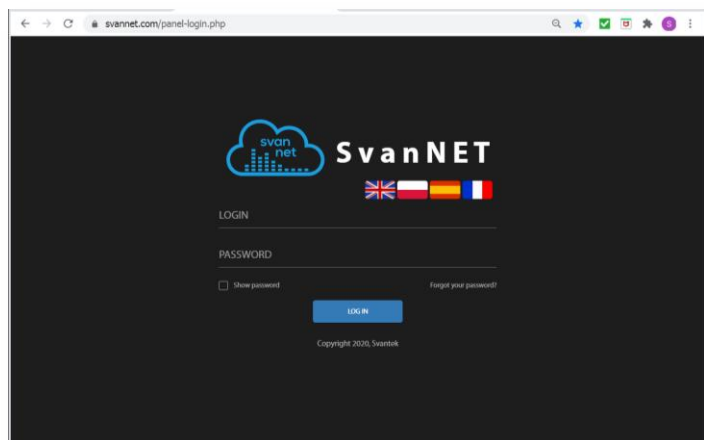 svannet.com/panel-login.php
S
svan
net
SvanNET
LOGIN
PASSWORD
Show password
Forgot your password?
LOG IN
Copyright 2020, Svantek